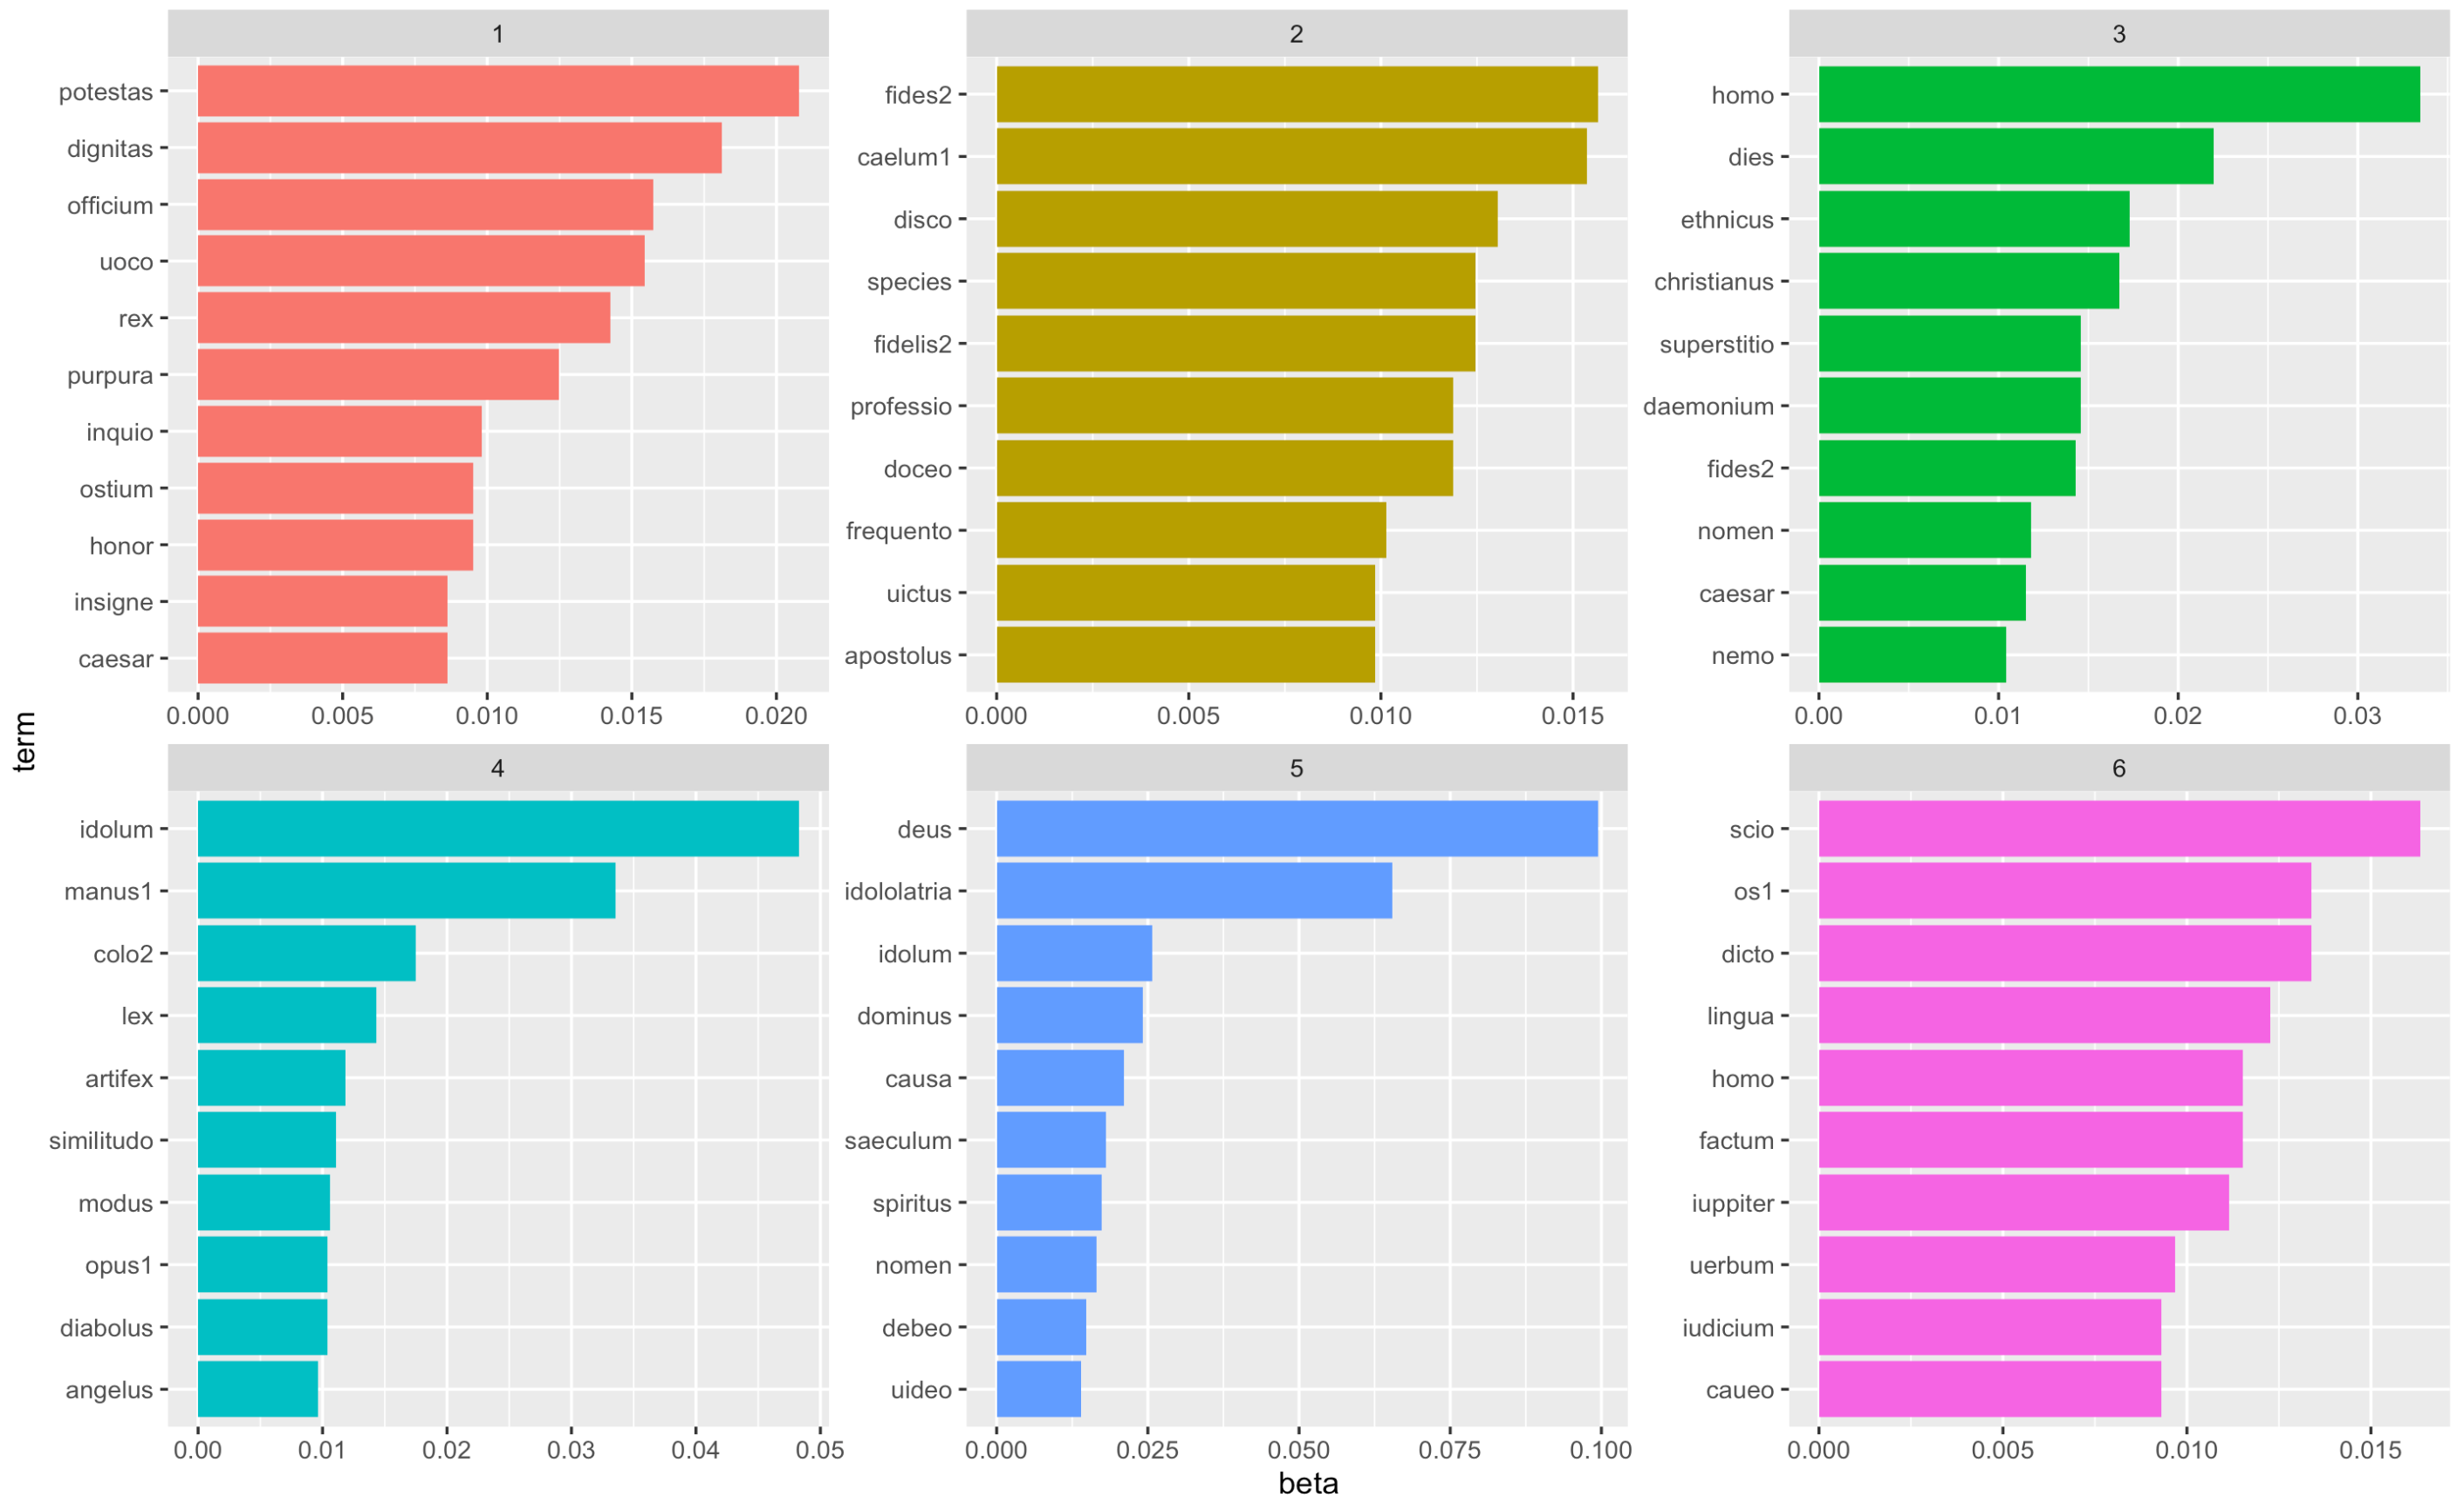 1
potestas
dignitas
officium
uoco
rex
purpura
inquio
ostium
honor
insigne
caesar
0.000 0.005 0.010 0.015 0.020
2
fides2
caelum1
disco
species
fidelis2
professio
doceo
frequento
uictus
apostolus
0.000 0.005 0.010 0.015
3
homo
dies
ethnicus
christianus
superstitio
daemonium
fides2
nomen
caesar
nemo
0.00 0.01 0.02 0.03
term
4
idolum
manus1
colo2
lex
artifex
similitudo
modus
opus1
diabolus
angelus
0.00 0.01 0.02 0.03 0.04 0.05
5
deus
idololatria
idolum
dominus
causa
saeculum
spiritus
nomen
debeo
uideo
0.000 0.025 0.050 0.075 0.100
6
scio
os1
dicto
lingua
homo
factum
iuppiter
uerbum
iudicium
caueo
0.000 0.005 0.010 0.015
beta